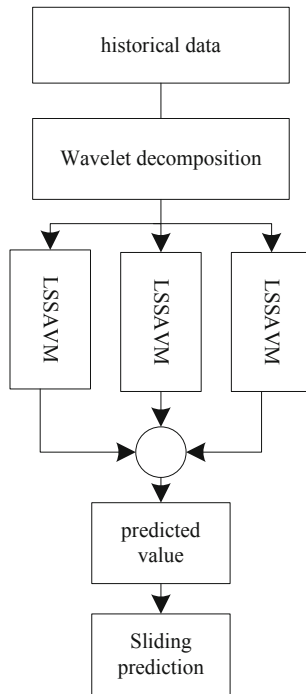 historical data
Wavelet decomposition
LSSAVM
LSSAVM
LSSAVM
predicted
value
Sliding
prediction